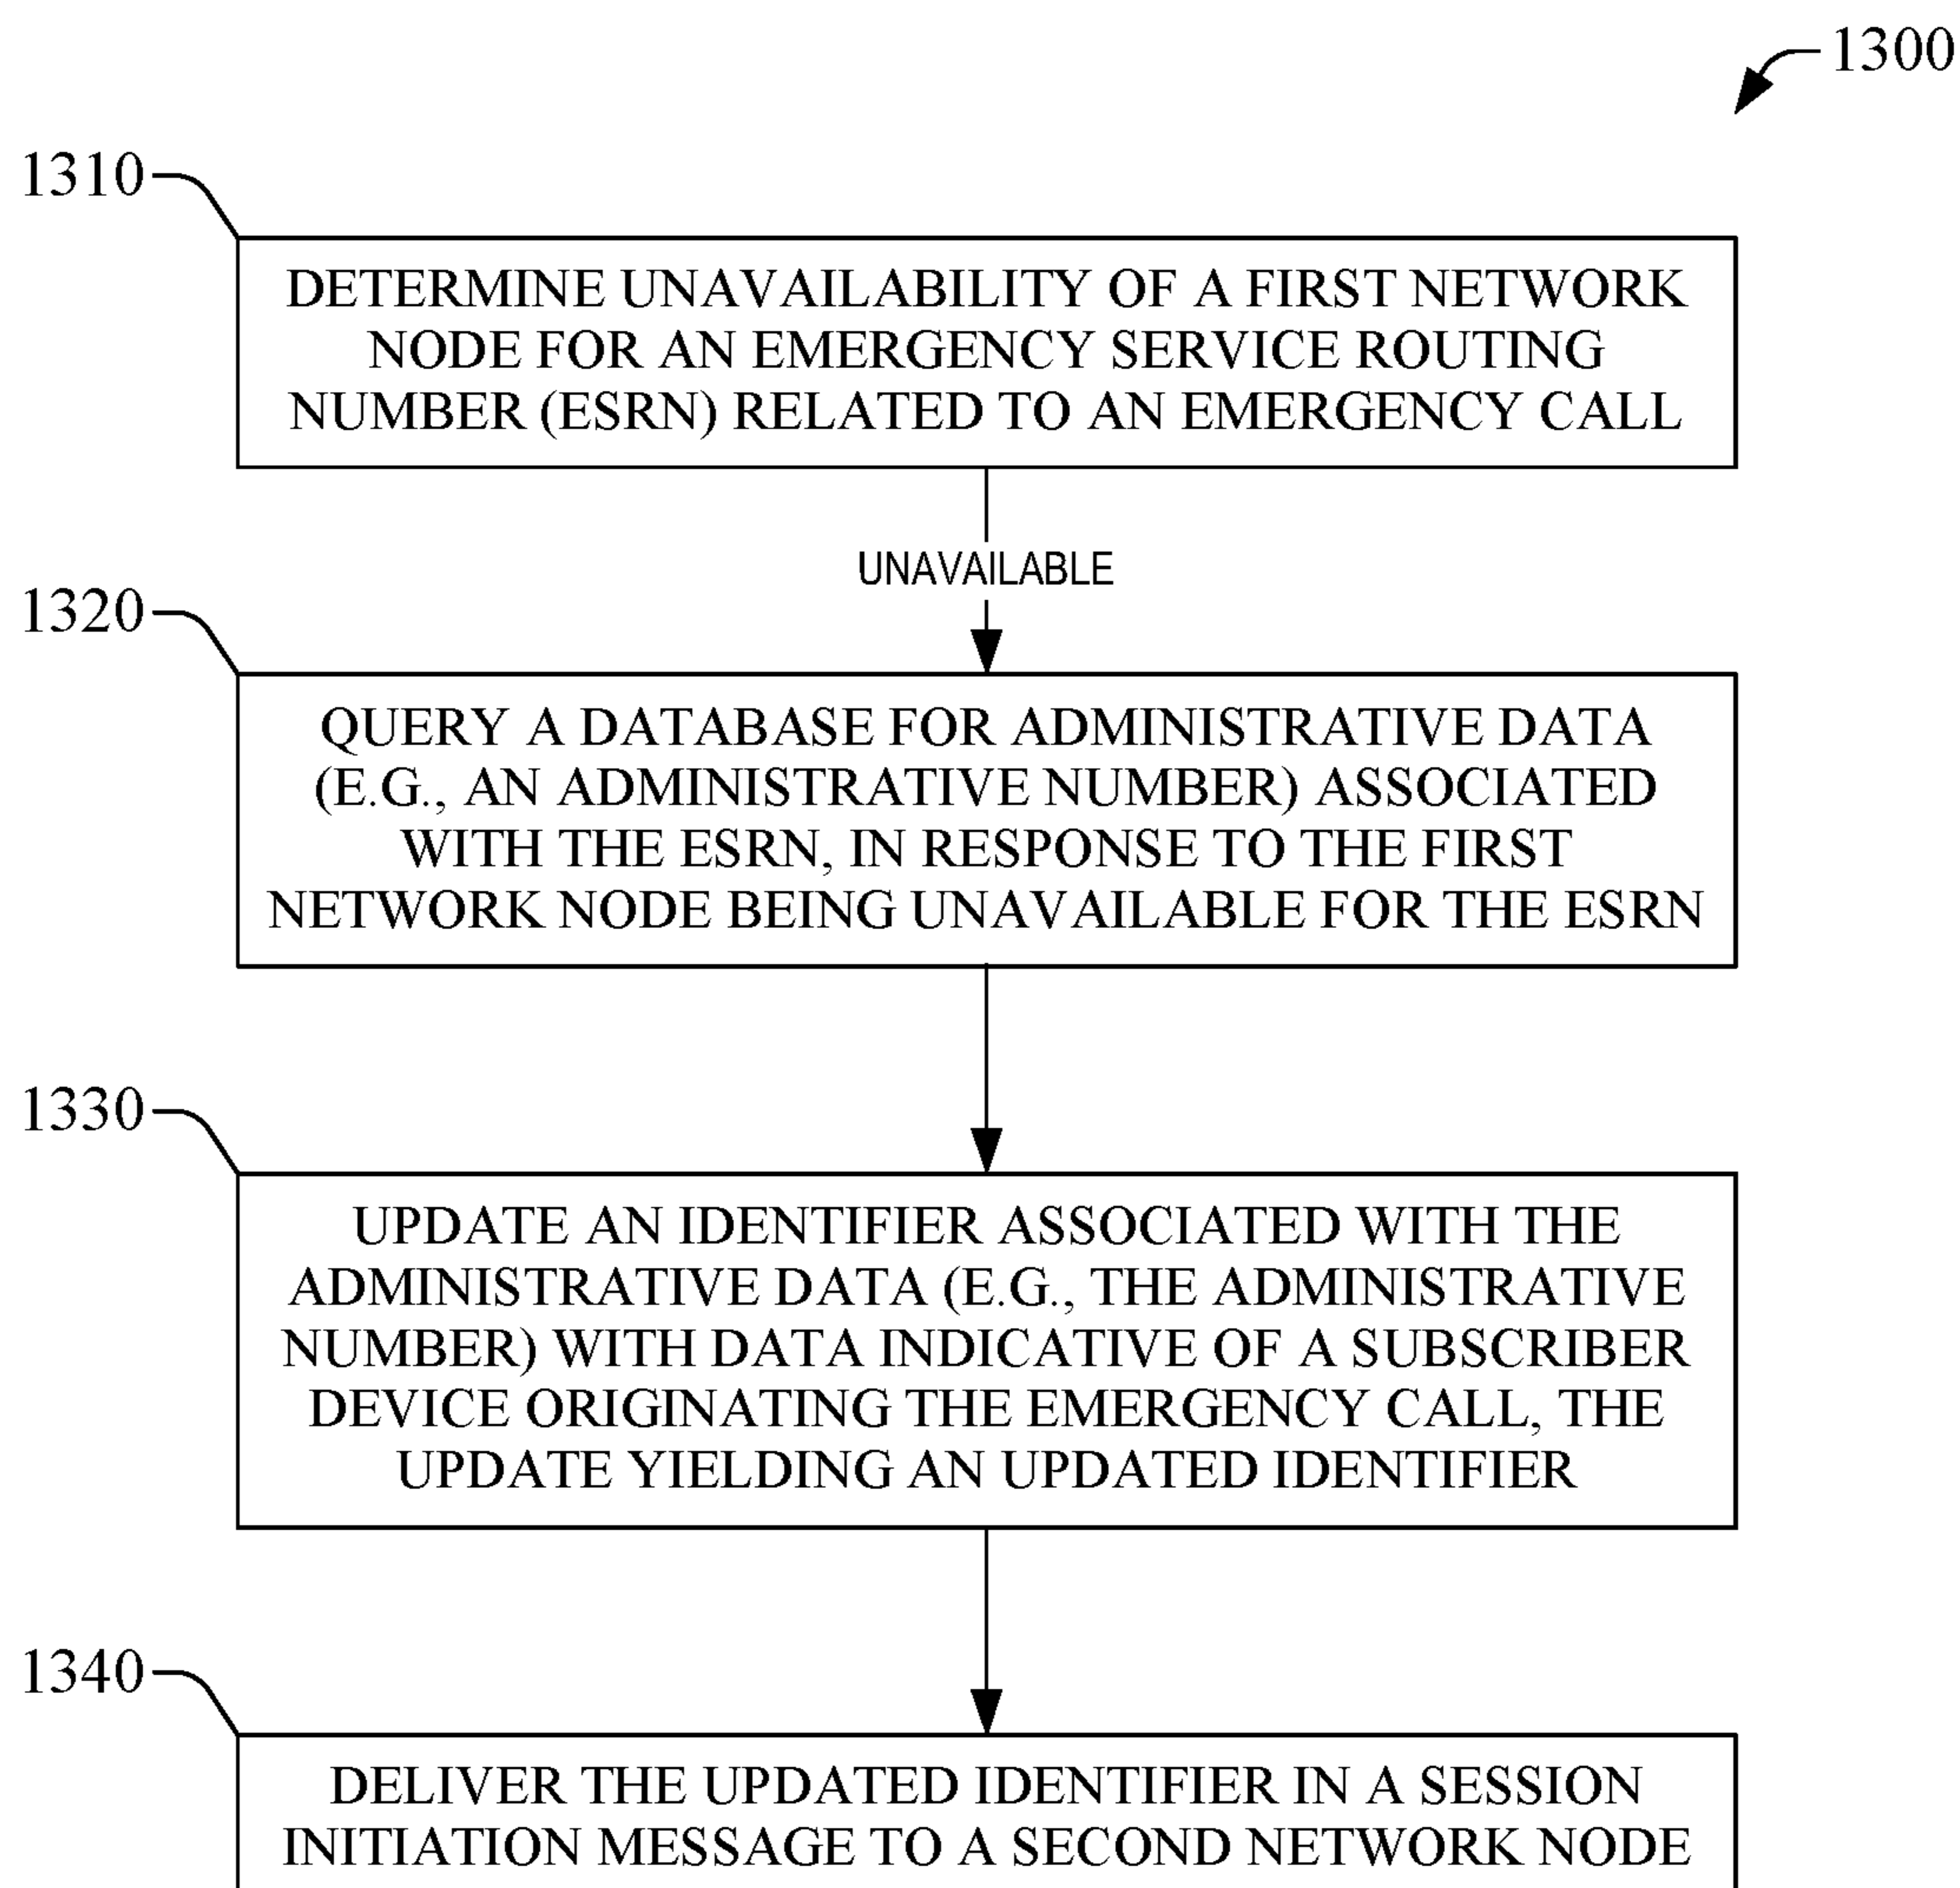 1300
1310
DETERMINE UNAVAILABILITY OF A FIRST NETWORK
NODE FOR AN EMERGENCY SERVICE ROUTING
NUMBER (ESRN) RELATED TO AN EMERGENCY CALL
UNAVAILABLE
1320
QUERY A DATABASE FOR ADMINISTRATIVE DATA
(E.G., AN ADMINISTRATIVE NUMBER) ASSOCIATED
WITH THE ESRN, IN RESPONSE TO THE FIRST
NETWORK NODE BEING UNAVAILABLE FOR THE ESRN
1330
UPDATE AN IDENTIFIER ASSOCIATED WITH THE
ADMINISTRATIVE DATA (E.G., THE ADMINISTRATIVE
NUMBER) WITH DATA INDICATIVE OF A SUBSCRIBER
DEVICE ORIGINATING THE EMERGENCY CALL, THE
UPDATE YIELDING AN UPDATED IDENTIFIER
1340
DELIVER THE UPDATED IDENTIFIER IN A SESSION
INITIATION MESSAGE TO A SECOND NETWORK NODE